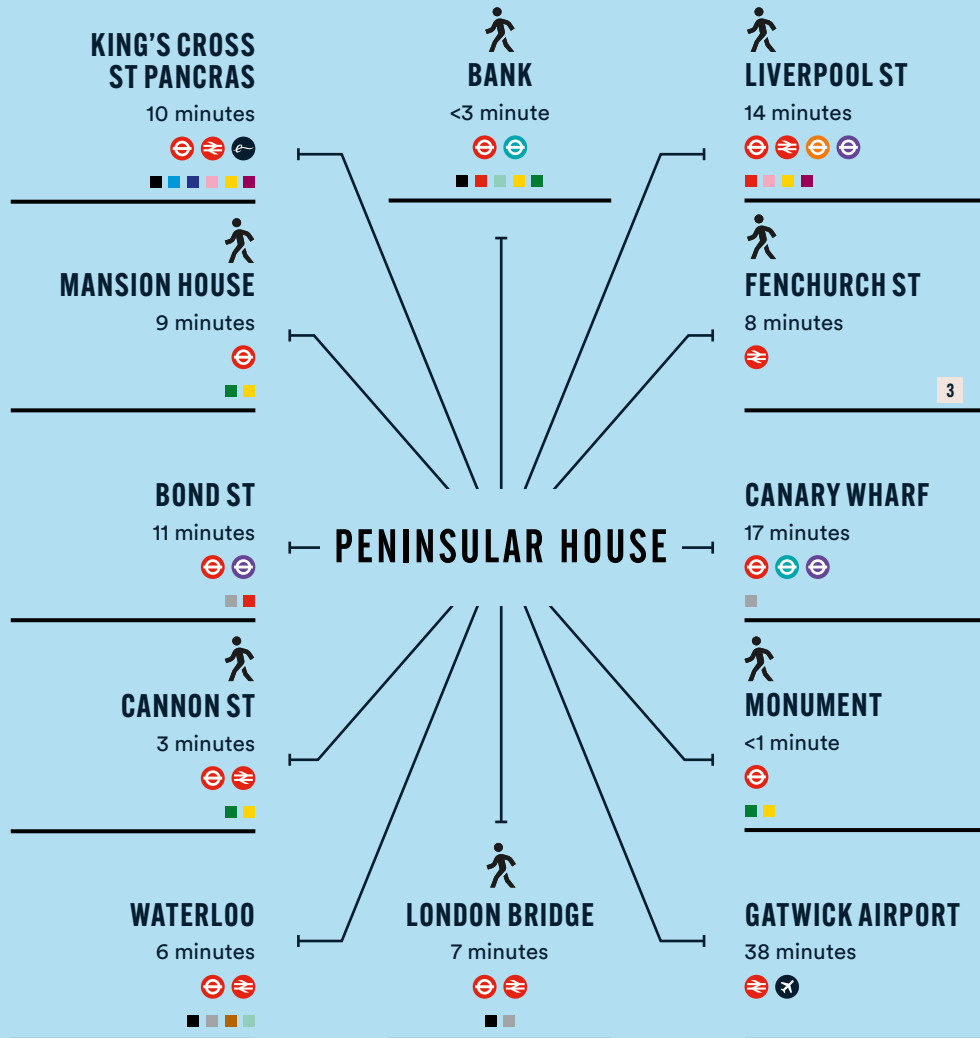 KING'S CROSS
ST PANCRAS
10 minutes
BANK
<3 minute
LIVERPOOL ST
14 minutes
MANSION HOUSE
9 minutes
FENCHURCH ST
8 minutes
3
BOND ST
11 minutes
PENINSULAR HOUSE
CANARY WHARF
17 minutes
CANNON ST
3 minutes
MONUMENT
<1 minute
WATERLOO
6 minutes
LONDON BRIDGE
7 minutes
GATWICK AIRPORT
38 minutes